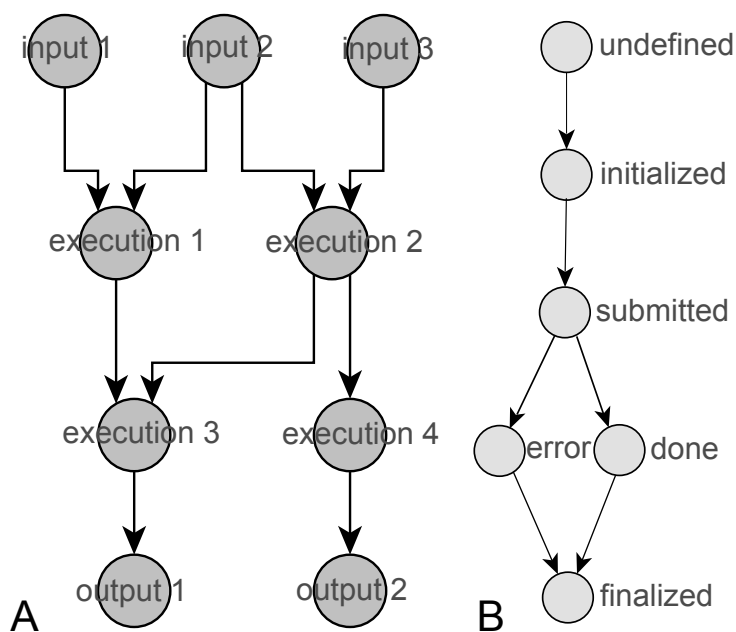 input 1
input 2
input 3
execution 1
execution 2
execution 3
execution 4
output 1
output 2
A
undefined
initialized
submitted
error
done
finalized
B